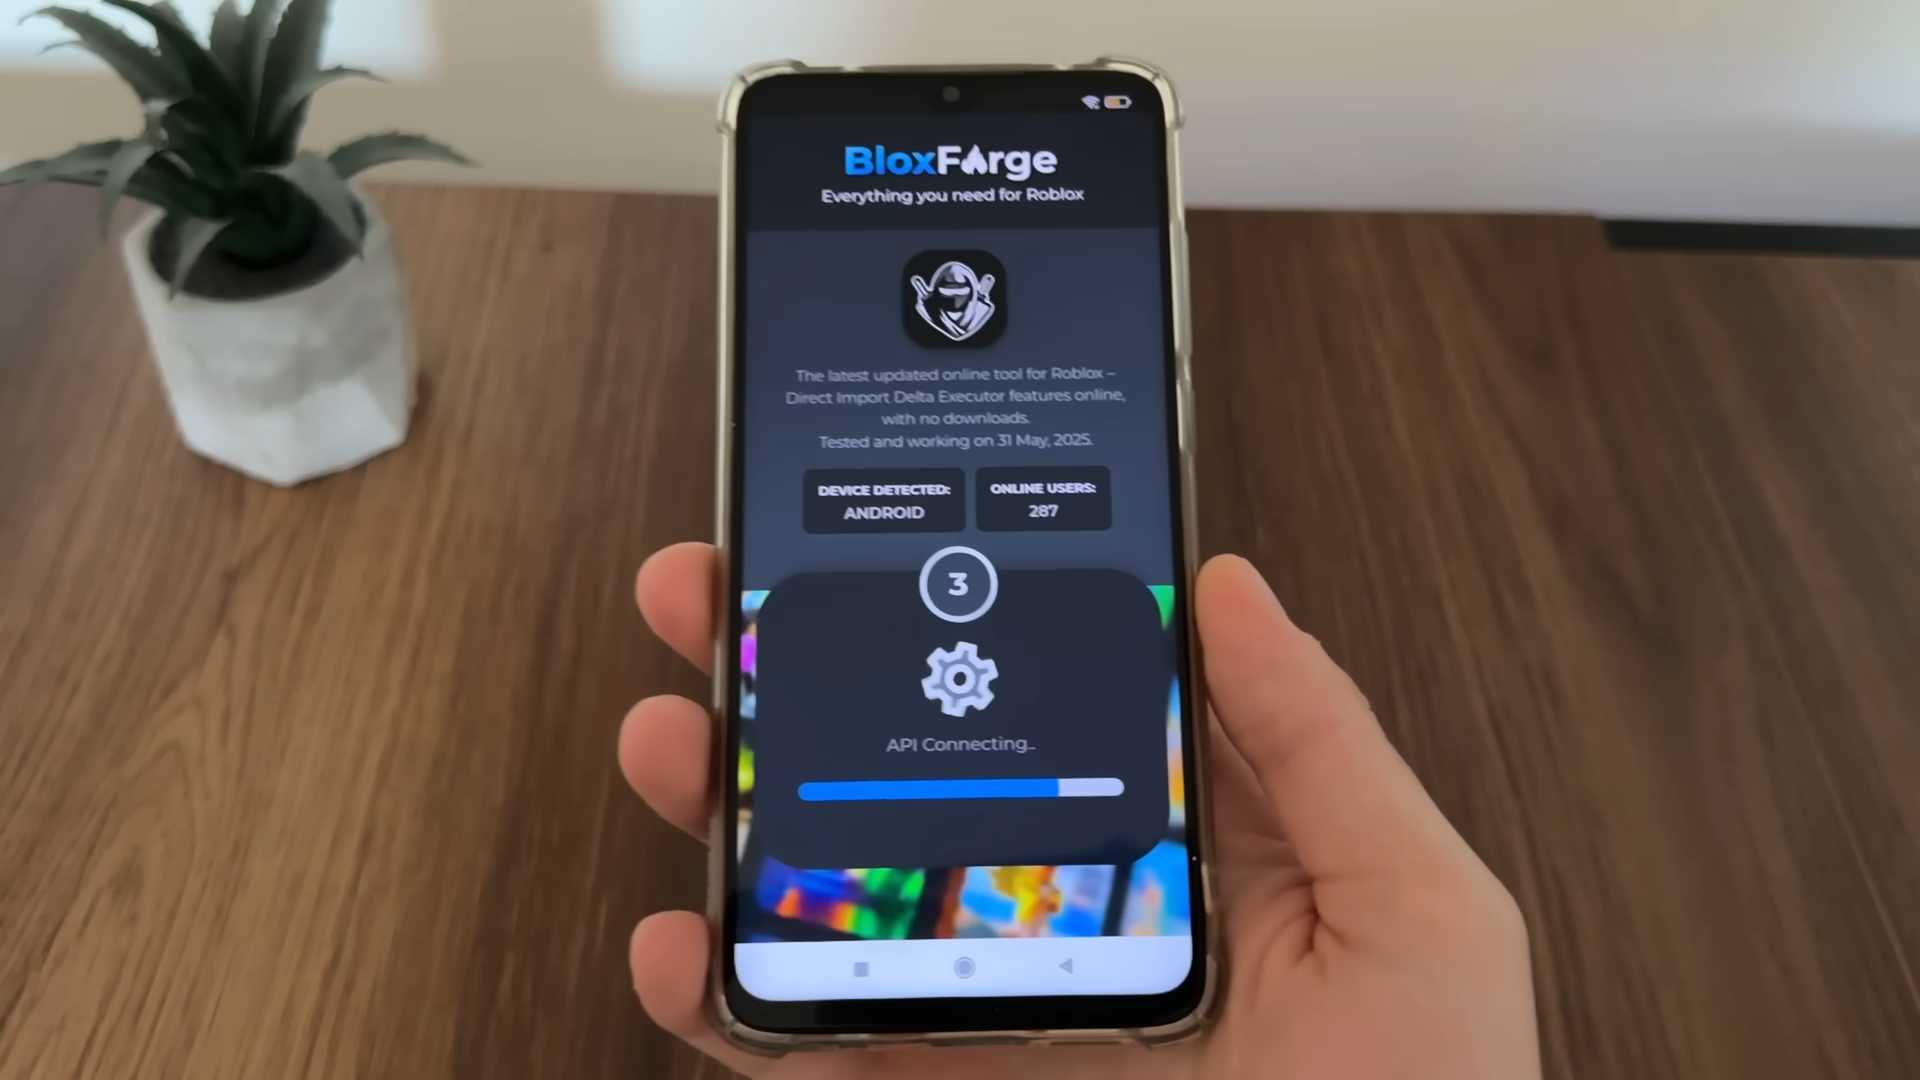 BloxForge
Everything you need for Roblox
The latest updated online tool for Roblox –
Direct Import Delta Executor features online,
with no downloads.
Tested and working on 31 May, 2025.
DEVICE DETECTED:
ANDROID
ONLINE USERS:
287
3
API Connecting..